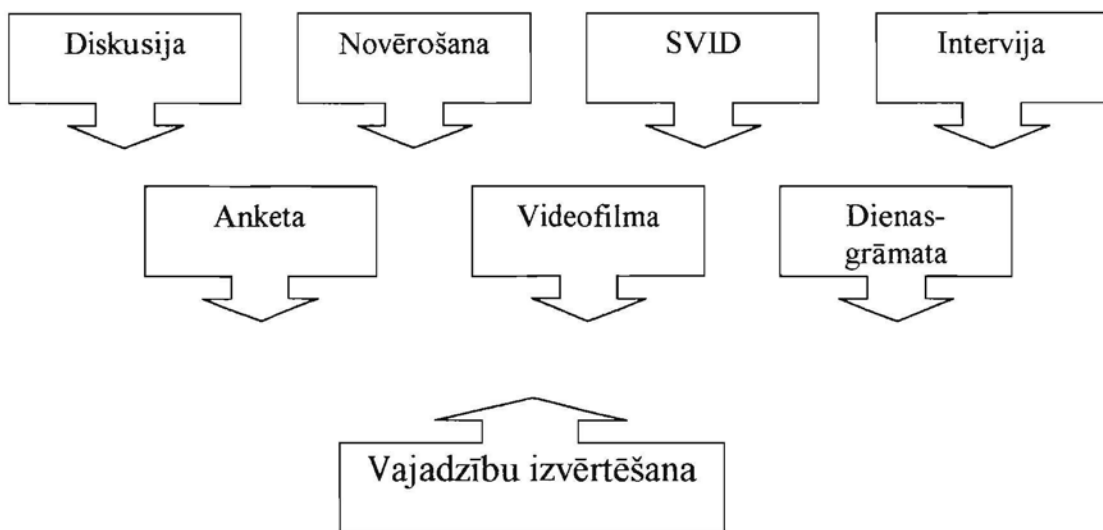 Diskusija
Novērošana
SVID
Intervija
Anketa
Videofilma
Dienas-
grāmata
Vajadzību izvērtēšana